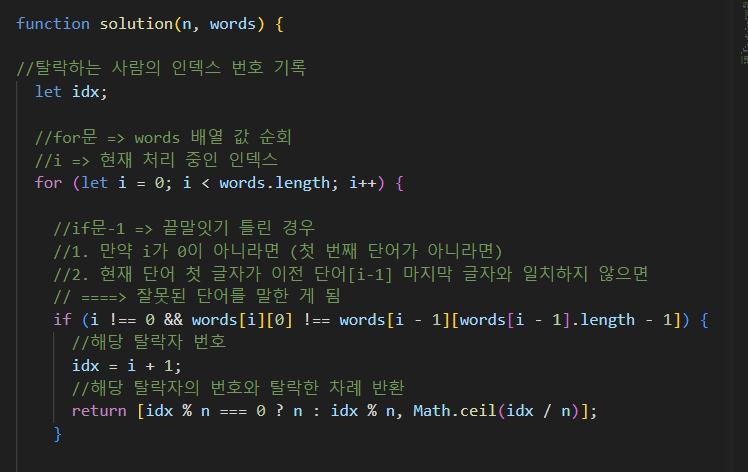 function solution(n, words) {
//탈락하는 사람의 인덱스 번호 기록
let idx;
//for문 => words 배열 값 순회
//i => 현재 처리 중인 인덱스
for (let i = 0; i < words.length; i++) {
//if문-1 => 끝말잇기 틀린 경우
//1. 만약 i가 0이 아니라면 (첫 번째 단어가 아니라면)
//2. 현재 단어 첫 글자가 이전 단어[i-1] 마지막 글자와 일치하지 않으면
// ====> 잘못된 단어를 말한 게 됨
if (i !== 0 && words[i][0] !== words[i - 1][words[i - 1].length - 1]) {
//해당 탈락자 번호
idx = i + 1;
//해당 탈락자의 번호와 탈락한 차례 반환
return [idx % n === 0 ? n : idx % n, Math.ceil(idx / n)];
}